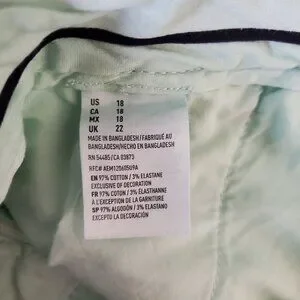 US 18
CA 18
MX 18
UK 22
MADE IN BANGLADESH/FABRIQUÉ AU
BANGLADESH/HECHO EN BANGLADESH
RN 54485/CA 03873
RFC# AEM120605U9A
EN 97% COTTON / 3% ELASTANE
EXCLUSIVE OF DECORATION
FR 97% COTON / 3% ÉLASTHANNE
À L'EXCEPTION DE LA GARNITURE
SP 97% ALGODÓN / 3% ELASTANO
EXCEPTO LA DECORACIÓN